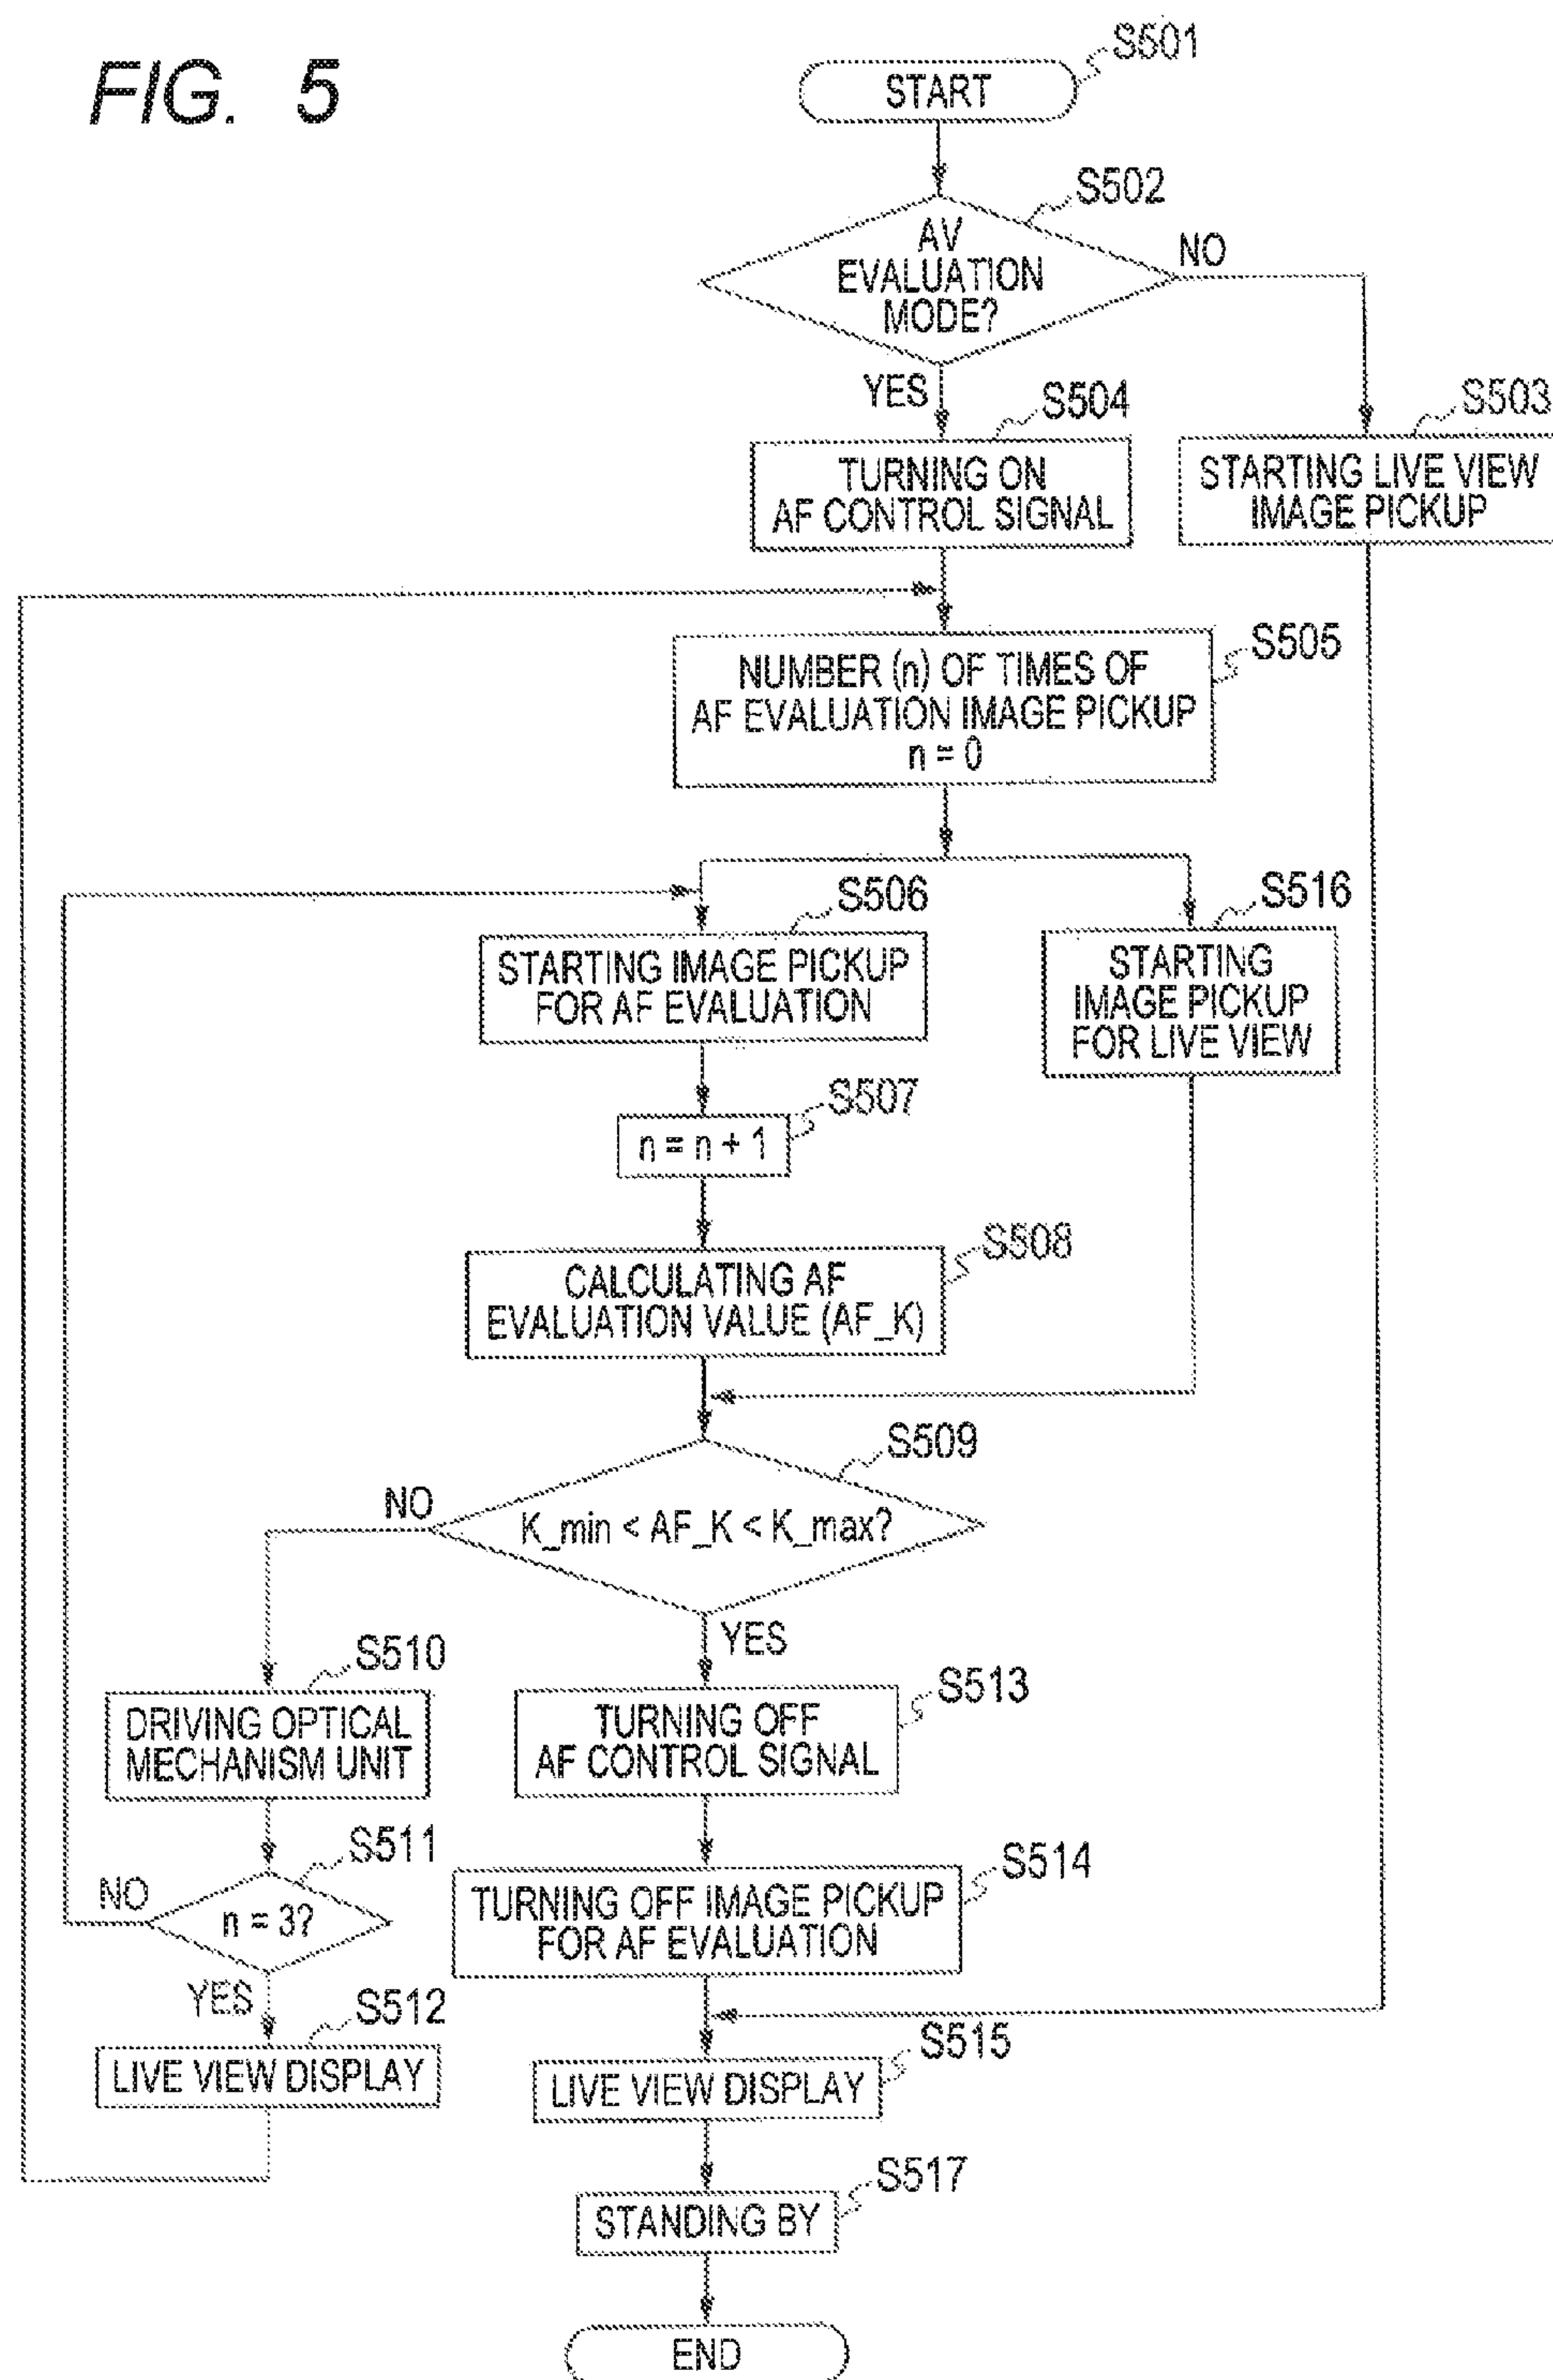 FIG. 5
S501
START
S502
AV
EVALUATION
MODE?
NO
YES
S504
TURNING ON
AF CONTROL SIGNAL
S503
STARTING LIVE VIEW
IMAGE PICKUP
S505
NUMBER (n) OF TIMES OF
AF EVALUATION IMAGE PICKUP
n = 0
S506
STARTING IMAGE PICKUP
FOR AF EVALUATION
S516
STARTING
IMAGE PICKUP
FOR LIVE VIEW
S507
n = n + 1
S508
CALCULATING AF
EVALUATION VALUE (AF_K)
S509
K_min < AF_K < K_max?
NO
YES
S510
DRIVING OPTICAL
MECHANISM UNIT
S513
TURNING OFF
AF CONTROL SIGNAL
S511
n = 3?
NO
YES
S514
TURNING OFF IMAGE PICKUP
FOR AF EVALUATION
S512
LIVE VIEW DISPLAY
S515
LIVE VIEW DISPLAY
S517
STANDING BY
END